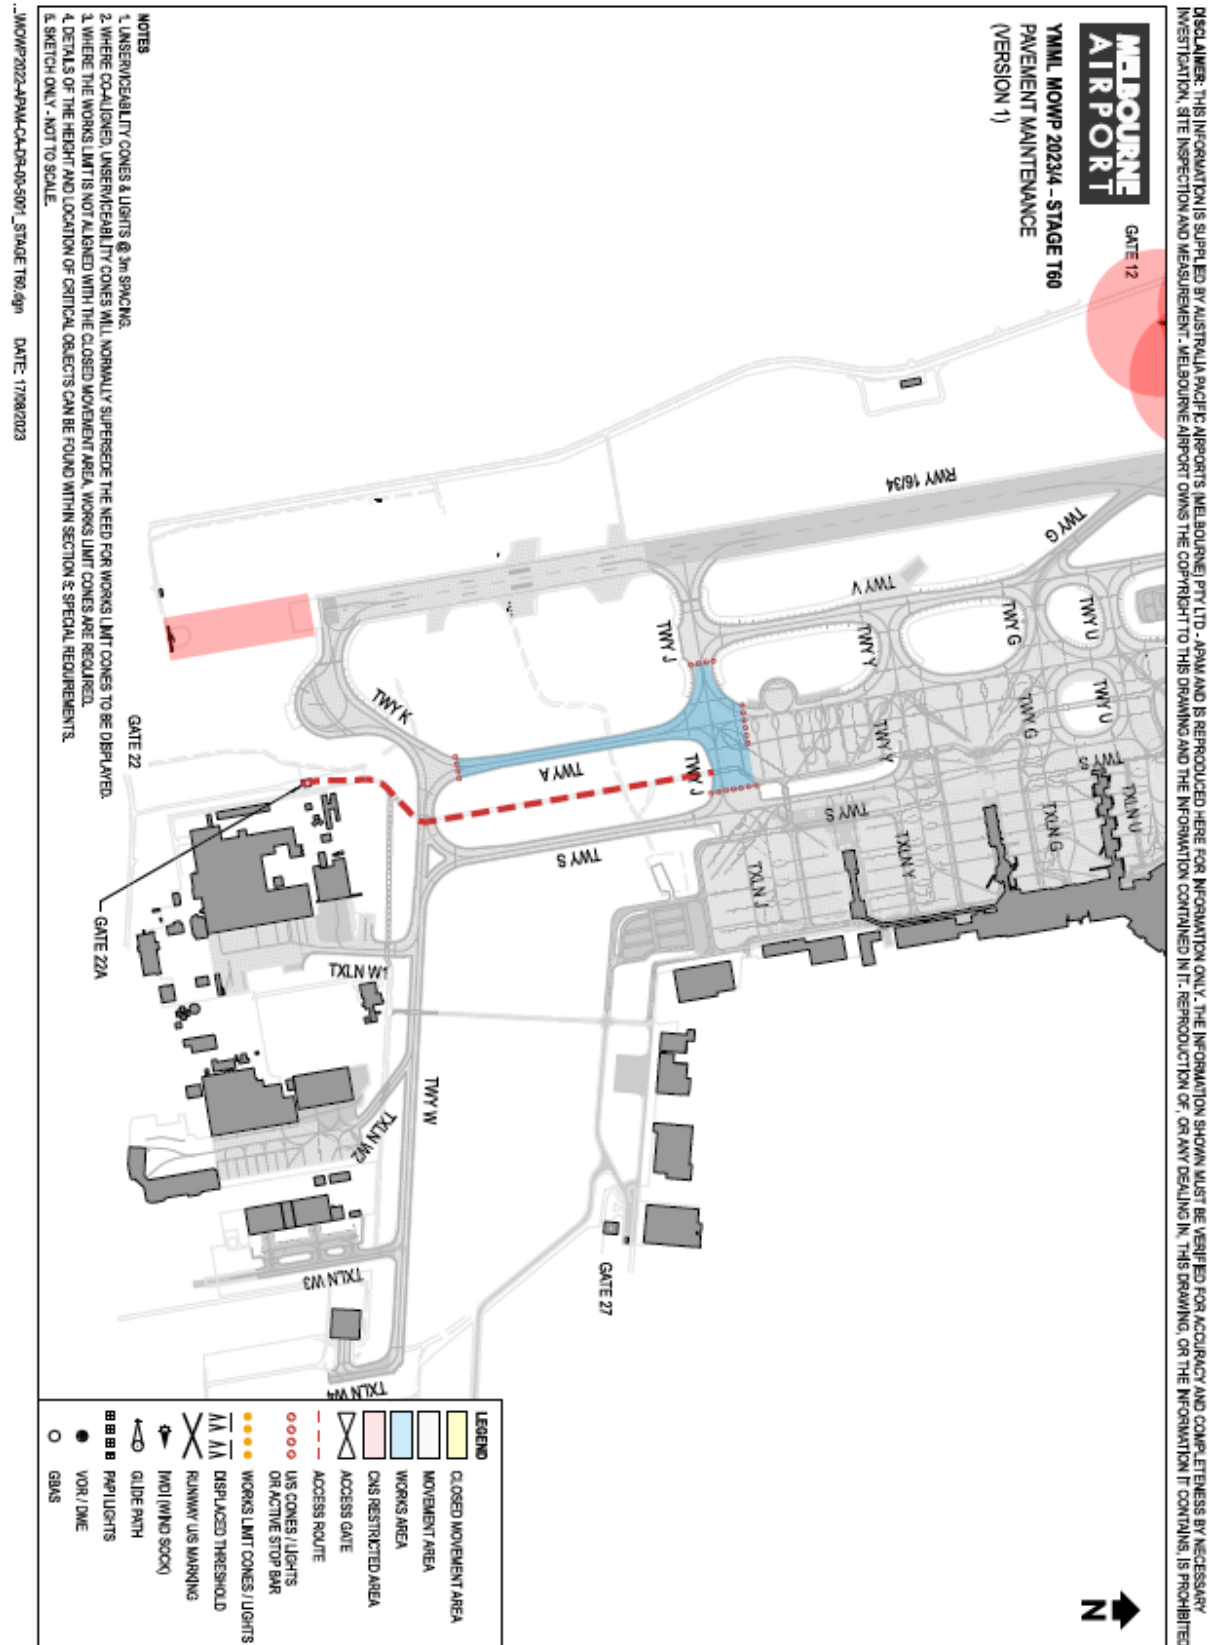 DISCLAIMER: THIS INFORMATION IS SUPPLIED BY AUSTRALIA PACIFIC AIRPORTS (MELBOURNE) PTY LTD - APAM AND IS REPRODUCED HERE FOR INFORMATION ONLY. THE INFORMATION SHOWN MUST BE VERIFIED FOR ACCURACY AND COMPLETENESS BY NECESSARY
INVESTIGATION, SITE INSPECTION AND MEASUREMENT. MELBOURNE AIRPORT OWNS THE COPYRIGHT TO THIS DRAWING AND THE INFORMATION CONTAINED IN IT. REPRODUCTION OF, OR ANY DEALING IN, THIS DRAWING, OR THE INFORMATION IT CONTAINS, IS PROHIBITED
MELBOURNE
AIRPORT
YMML MOWP 2023/4 - STAGE T60
PAVEMENT MAINTENANCE
(VERSION 1)
GATE 12
RWY 16/34
TWY G
TWY V
TWY J
TWY Y
TWY G
TWY U
TWY K
TWY A
TWY J
TWY Y
TWY G
TWY U
TWY S
TWY S
TWY S
TXLN J
TXLN Y
TXLN G
TXLN U
GATE 22
GATE 22A
TXLN W1
TWY W
TXLN W2
TXLN W3
TXLN W4
GATE 27
N
LEGEND
CLOSED MOVEMENT AREA
MOVEMENT AREA
WORKS AREA
CNS RESTRICTED AREA
ACCESS GATE
ACCESS ROUTE
U/S CONES / LIGHTS
OR ACTIVE STOP BAR
WORKS LIMIT CONES / LIGHTS
DISPLACED THRESHOLD
RUNWAY U/S MARKING
IWDI (WIND SOCK)
GLIDE PATH
PAPI LIGHTS
VOR / DME
GBAS
NOTES
1. UNSERVICEABILITY CONES & LIGHTS @ 3m SPACING.
2. WHERE CO-ALIGNED, UNSERVICEABILITY CONES WILL NORMALLY SUPERSEDE THE NEED FOR WORKS LIMIT CONES TO BE DISPLAYED.
3. WHERE THE WORKS LIMIT IS NOT ALIGNED WITH THE CLOSED MOVEMENT AREA, WORKS LIMIT CONES ARE REQUIRED.
4. DETAILS OF THE HEIGHT AND LOCATION OF CRITICAL OBJECTS CAN BE FOUND WITHIN SECTION 5: SPECIAL REQUIREMENTS.
5. SKETCH ONLY - NOT TO SCALE.
...\MOWP2022-APAM-CA-DR-00-5001_STAGE T60.dgn DATE: 17/08/2023